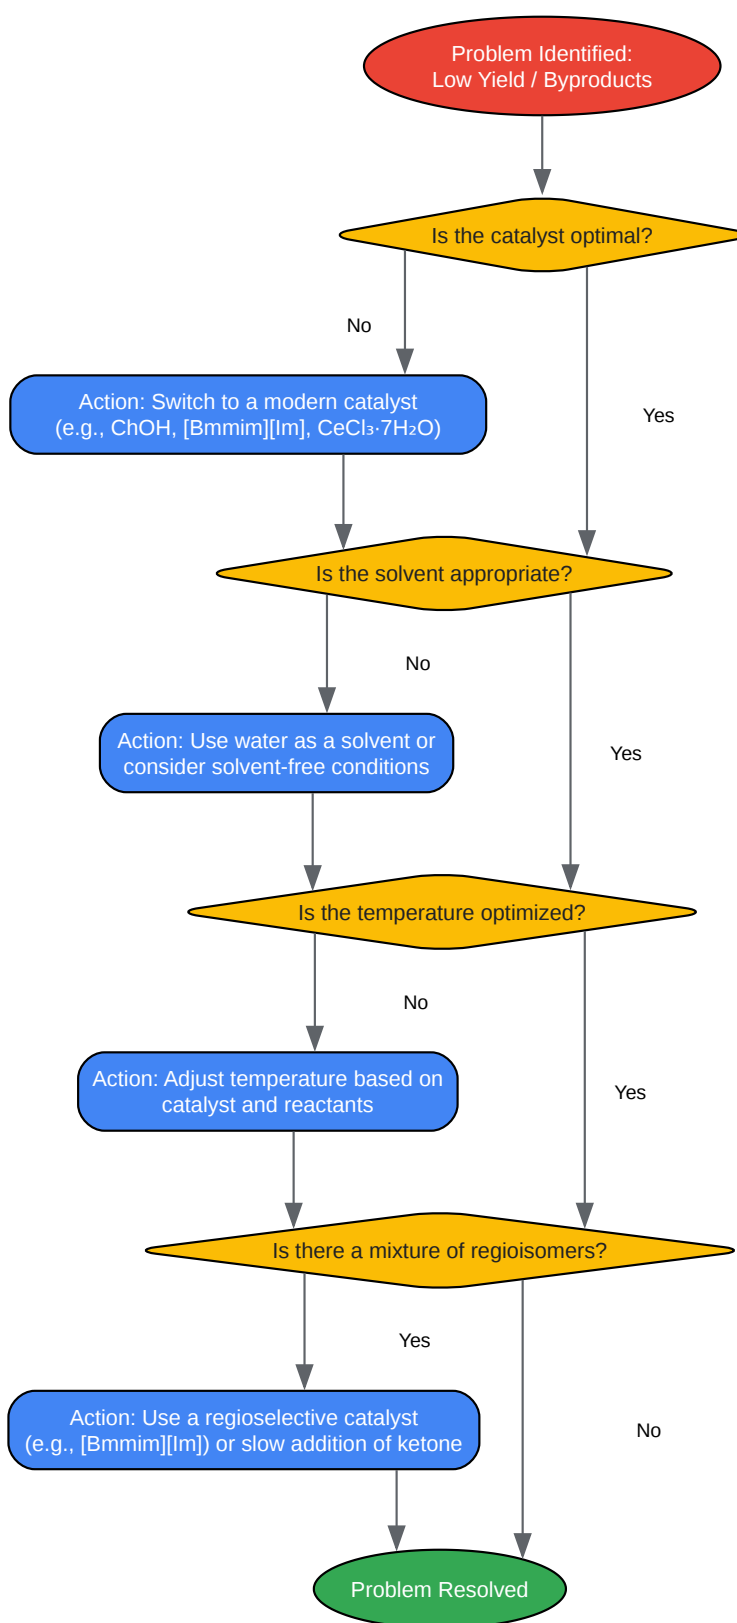 Problem Identified:
Low Yield / Byproducts
Is the catalyst optimal?
No
Action: Switch to a modern catalyst
(e.g., ChOH, [Bmmim][Im], CeCl₃·7H₂O)
Yes
Is the solvent appropriate?
No
Action: Use water as a solvent or
consider solvent-free conditions
Yes
Is the temperature optimized?
No
Action: Adjust temperature based on
catalyst and reactants
Yes
Is there a mixture of regioisomers?
Yes
Action: Use a regioselective catalyst
(e.g., [Bmmim][Im]) or slow addition of ketone
No
Problem Resolved